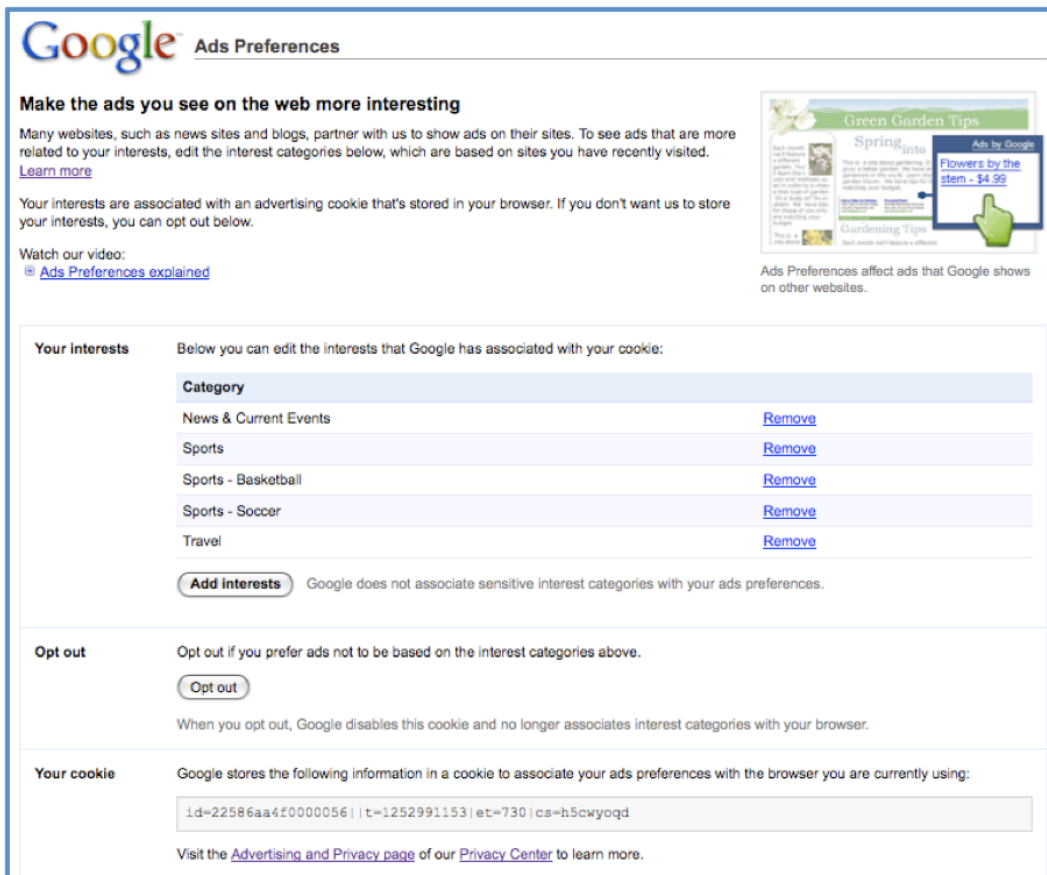 Google™ Ads Preferences
Make the ads you see on the web more interesting
Many websites, such as news sites and blogs, partner with us to show ads on their sites. To see ads that are more
related to your interests, edit the interest categories below, which are based on sites you have recently visited.
Learn more
Your interests are associated with an advertising cookie that's stored in your browser. If you don't want us to store
your interests, you can opt out below.
Watch our video:
Ads Preferences explained
Green Garden Tips
Spring into
Ads by Google
Flowers by the
stem - $4.99
Gardening Tips
Each month we'll feature a different
Ads Preferences affect ads that Google shows
on other websites.
Your interests Below you can edit the interests that Google has associated with your cookie:
Category
News & Current Events Remove
Sports Remove
Sports - Basketball Remove
Sports - Soccer Remove
Travel Remove
Add interests Google does not associate sensitive interest categories with your ads preferences.
Opt out Opt out if you prefer ads not to be based on the interest categories above.
Opt out
When you opt out, Google disables this cookie and no longer associates interest categories with your browser.
Your cookie Google stores the following information in a cookie to associate your ads preferences with the browser you are currently using:
id=22586aa4f0000056||t=1252991153|et=730|cs=h5cwyoqd
Visit the Advertising and Privacy page of our Privacy Center to learn more.